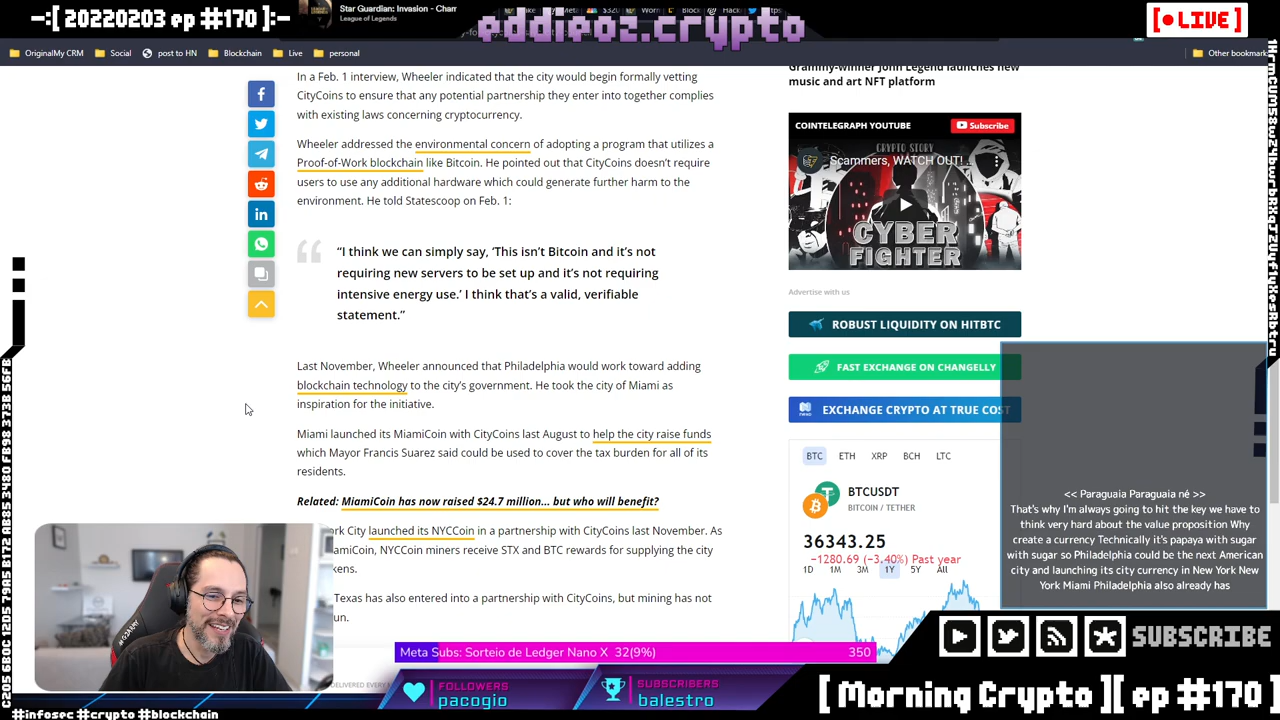 -:[ 20220203 ep #170 ]:-
Star Guardian: Invasion - Cham
League of Legends
eddieoz.crypto
[● LIVE]
OriginalMy CRM
Social
post to HN
Blockchain
Live
personal
Other bookmark
In a Feb. 1 interview, Wheeler indicated that the city would begin formally vetting
CityCoins to ensure that any potential partnership they enter into together complies
with existing laws concerning cryptocurrency.
Wheeler addressed the environmental concern of adopting a program that utilizes a
Proof-of-Work blockchain like Bitcoin. He pointed out that CityCoins doesn't require
users to use any additional hardware which could generate further harm to the
environment. He told Statescoop on Feb. 1:
“I think we can simply say, ‘This isn't Bitcoin and it's not
requiring new servers to be set up and it's not requiring
intensive energy use.’ I think that's a valid, verifiable
statement.”
Last November, Wheeler announced that Philadelphia would work toward adding
blockchain technology to the city's government. He took the city of Miami as
inspiration for the initiative.
Miami launched its MiamiCoin with CityCoins last August to help the city raise funds
which Mayor Francis Suarez said could be used to cover the tax burden for all of its
residents.
Related: MiamiCoin has now raised $24.7 million... but who will benefit?
rk City launched its NYCCoin in a partnership with CityCoins last November. As
amiCoin, NYCCoin miners receive STX and BTC rewards for supplying the city
kens.
Texas has also entered into a partnership with CityCoins, but mining has not
un.
Grammy-winner John Legend launches new
music and art NFT platform
COINTELEGRAPH YOUTUBE
Subscribe
CRYPTO STORY
Scammers, WATCH OUT! ...
CYBER
FIGHTER
Advertise with us
ROBUST LIQUIDITY ON HITBTC
FAST EXCHANGE ON CHANGELLY
EXCHANGE CRYPTO AT TRUE COST
BTC ETH XRP BCH LTC
BTCUSDT
BITCOIN / TETHER
36343.25
−1280.69 (−3.40%) Past year
1D 1M 3M 1Y 5Y All
<< Paraguaia Paraguaia né >>
That's why I'm always going to hit the key we have to
think very hard about the value proposition Why
create a currency Technically it's papaya with sugar
with sugar so Philadelphia could be the next American
city and launching its city currency in New York New
York Miami Philadelphia also already has
Meta Subs: Sorteio de Ledger Nano X 32(9%) 350
FOLLOWERS
pacogio
SUBSCRIBERS
balestro
SUBSCRIBE
[ Morning Crypto ][ ep #170 ]
#infosec #crypto #blockchain